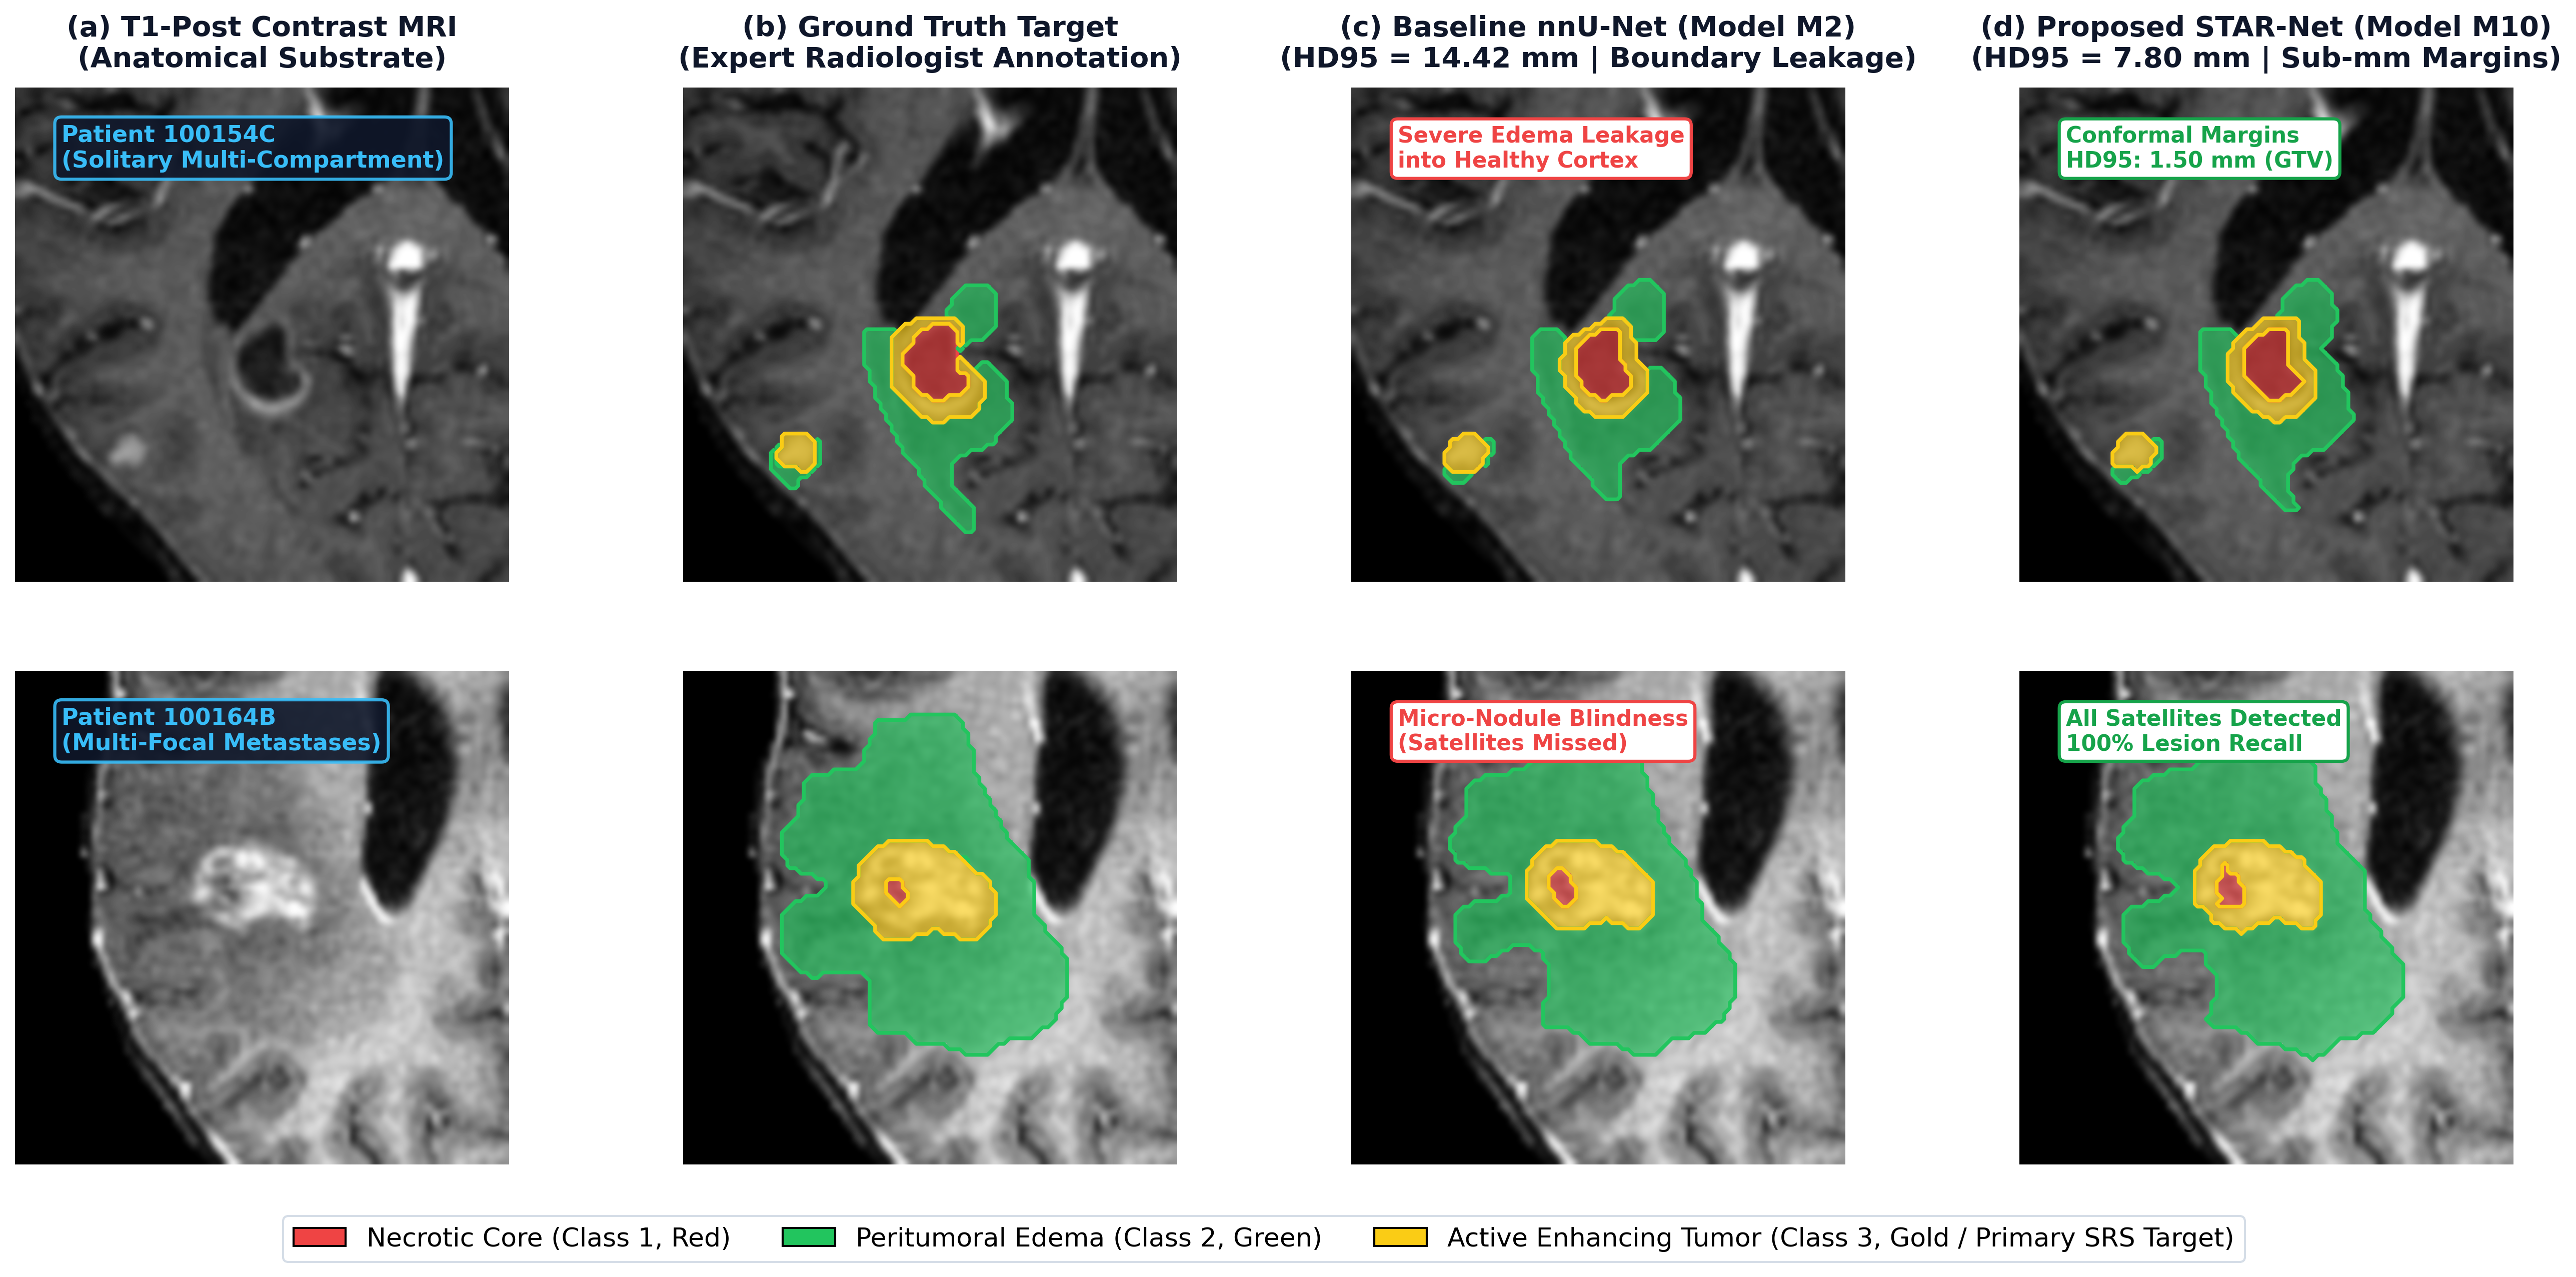 (a) T1-Post Contrast MRI
(Anatomical Substrate)
(b) Ground Truth Target
(Expert Radiologist Annotation)
(c) Baseline nnU-Net (Model M2)
(HD95 = 14.42 mm | Boundary Leakage)
(d) Proposed STAR-Net (Model M10)
(HD95 = 7.80 mm | Sub-mm Margins)
Patient 100154C
(Solitary Multi-Compartment)
Severe Edema Leakage
into Healthy Cortex
Conformal Margins
HD95: 1.50 mm (GTV)
Patient 100164B
(Multi-Focal Metastases)
Micro-Nodule Blindness
(Satellites Missed)
All Satellites Detected
100% Lesion Recall
Necrotic Core (Class 1, Red)
Peritumoral Edema (Class 2, Green)
Active Enhancing Tumor (Class 3, Gold / Primary SRS Target)